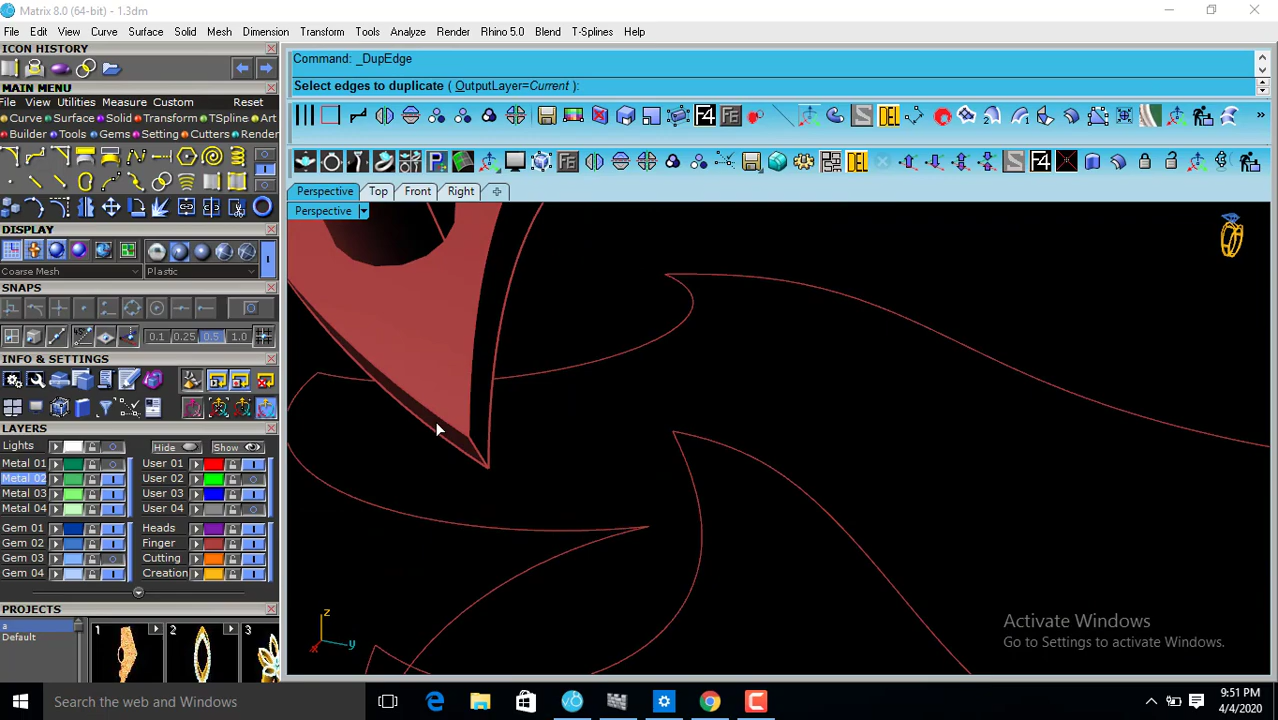 Matrix 8.0 (64-bit) - 1.3dm
File Edit View Curve Surface Solid Mesh Dimension Transform Tools Analyze Render Rhino 5.0 Blend T-Splines Help
ICON HISTORY
MAIN MENU
File View Utilities Measure Custom Reset
Curve Surface Solid Transform TSpline Art
Builder Tools Gems Setting Cutters Render
DISPLAY
Coarse Mesh Plastic
SNAPS
0.1 0.25 0.5 1.0
INFO & SETTINGS
LAYERS
Lights Hide Show
Metal 01 User 01
Metal 02 User 02
Metal 03 User 03
Metal 04 User 04
Gem 01 Heads
Gem 02 Finger
Gem 03 Cutting
Gem 04 Creation
PROJECTS
a
Default
1 2 3
Command: _DupEdge
Select edges to duplicate ( OutputLayer=Current ):
F4 FE DEL
FE DEL S F4
Perspective Top Front Right
Perspective
z
x y
Activate Windows
Go to Settings to activate Windows.
Search the web and Windows
9:51 PM
4/4/2020